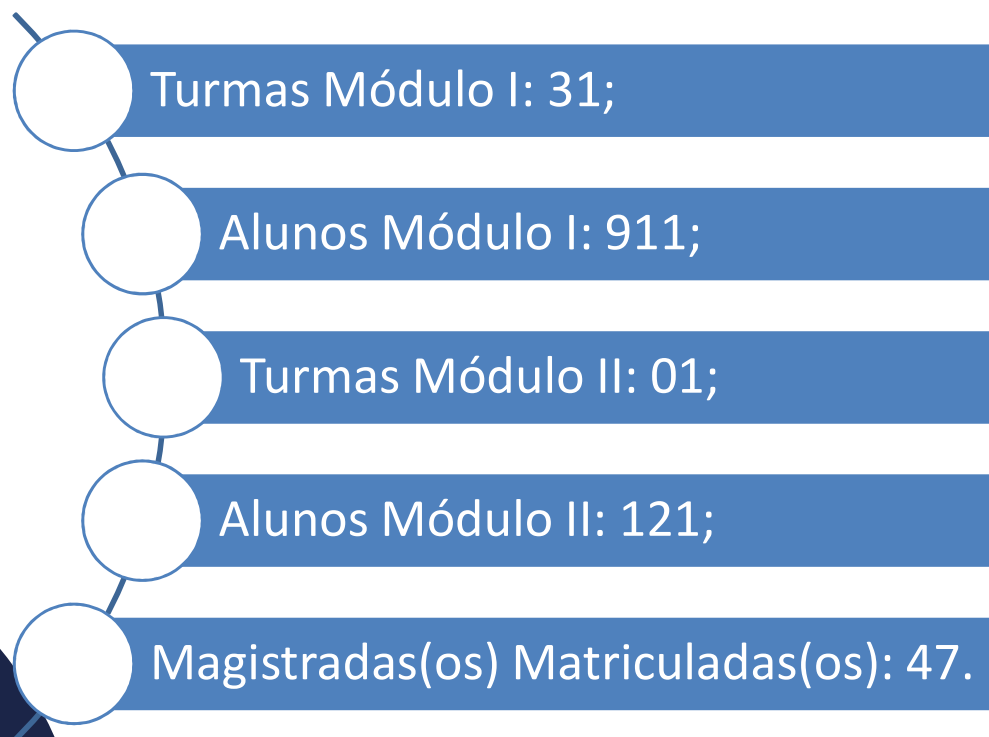 Turmas Módulo I: 31;
Alunos Módulo I: 911;
Turmas Módulo II: 01;
Alunos Módulo II: 121;
Magistradas(os) Matriculadas(os): 47.